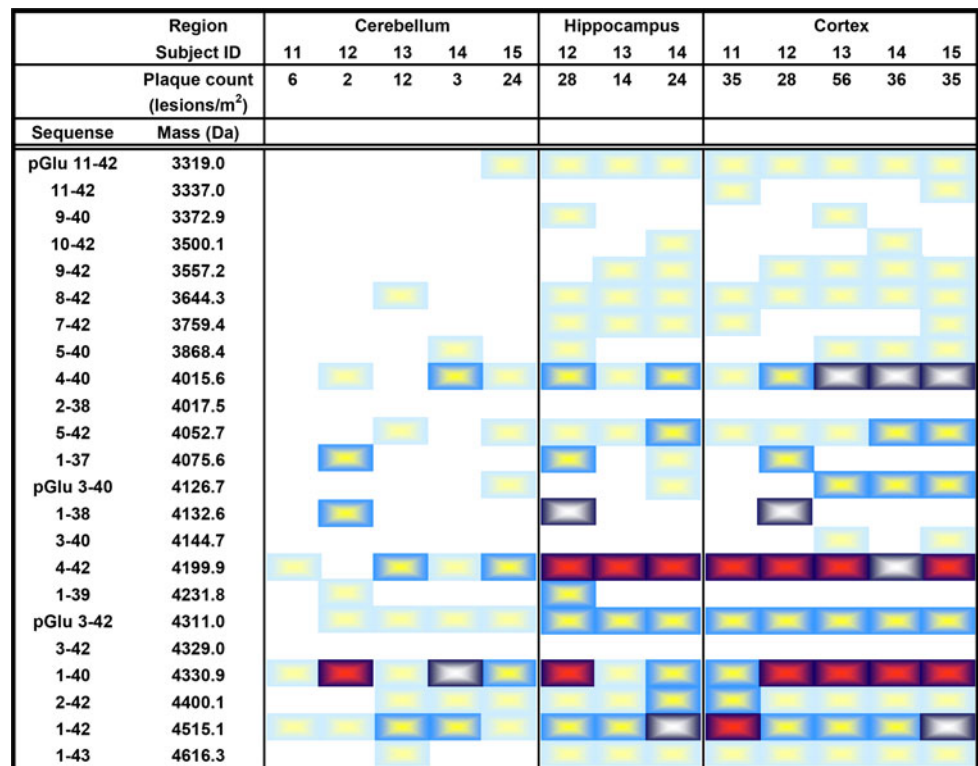 Region Cerebellum Hippocampus Cortex
Subject ID 11 12 13 14 15 12 13 14 11 12 13 14 15
Plaque count 6 2 12 3 24 28 14 24 35 28 56 36 35
(lesions/m²)
Sequense Mass (Da)
pGlu 11-42 3319.0
11-42 3337.0
9-40 3372.9
10-42 3500.1
9-42 3557.2
8-42 3644.3
7-42 3759.4
5-40 3868.4
4-40 4015.6
2-38 4017.5
5-42 4052.7
1-37 4075.6
pGlu 3-40 4126.7
1-38 4132.6
3-40 4144.7
4-42 4199.9
1-39 4231.8
pGlu 3-42 4311.0
3-42 4329.0
1-40 4330.9
2-42 4400.1
1-42 4515.1
1-43 4616.3